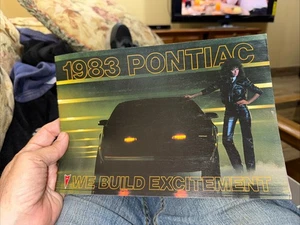 1983 PONTIAC
WE BUILD EXCITEMENT